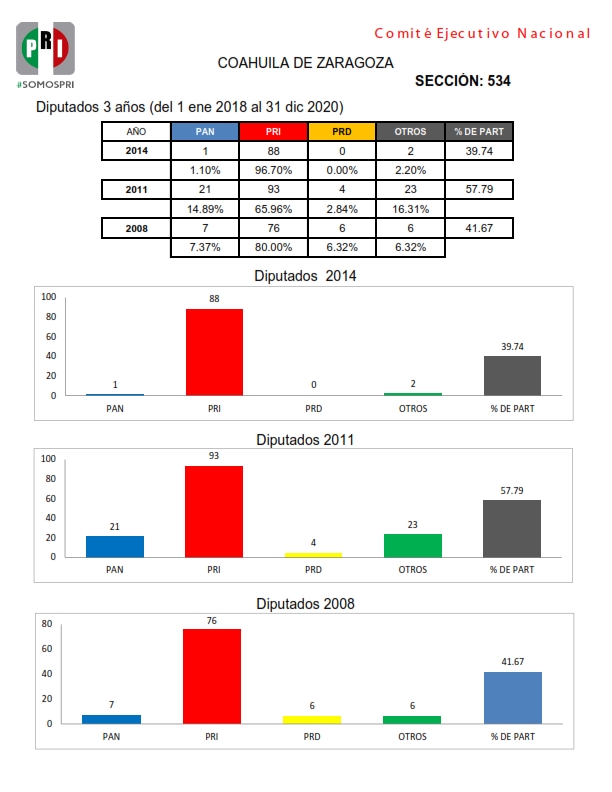 Comité Ejecutivo Nacional
PRI
#SOMOSPRI
COAHUILA DE ZARAGOZA
SECCIÓN: 534
Diputados 3 años (del 1 ene 2018 al 31 dic 2020)
AÑO PAN PRI PRD OTROS % DE PART
2014 1 88 0 2 39.74
1.10% 96.70% 0.00% 2.20%
2011 21 93 4 23 57.79
14.89% 65.96% 2.84% 16.31%
2008 7 76 6 6 41.67
7.37% 80.00% 6.32% 6.32%
Diputados 2014
100
80
60
40
20
0
1 88 0 2 39.74
PAN PRI PRD OTROS % DE PART
Diputados 2011
100
80
60
40
20
0
21 93 4 23 57.79
PAN PRI PRD OTROS % DE PART
Diputados 2008
80
60
40
20
0
7 76 6 6 41.67
PAN PRI PRD OTROS % DE PART